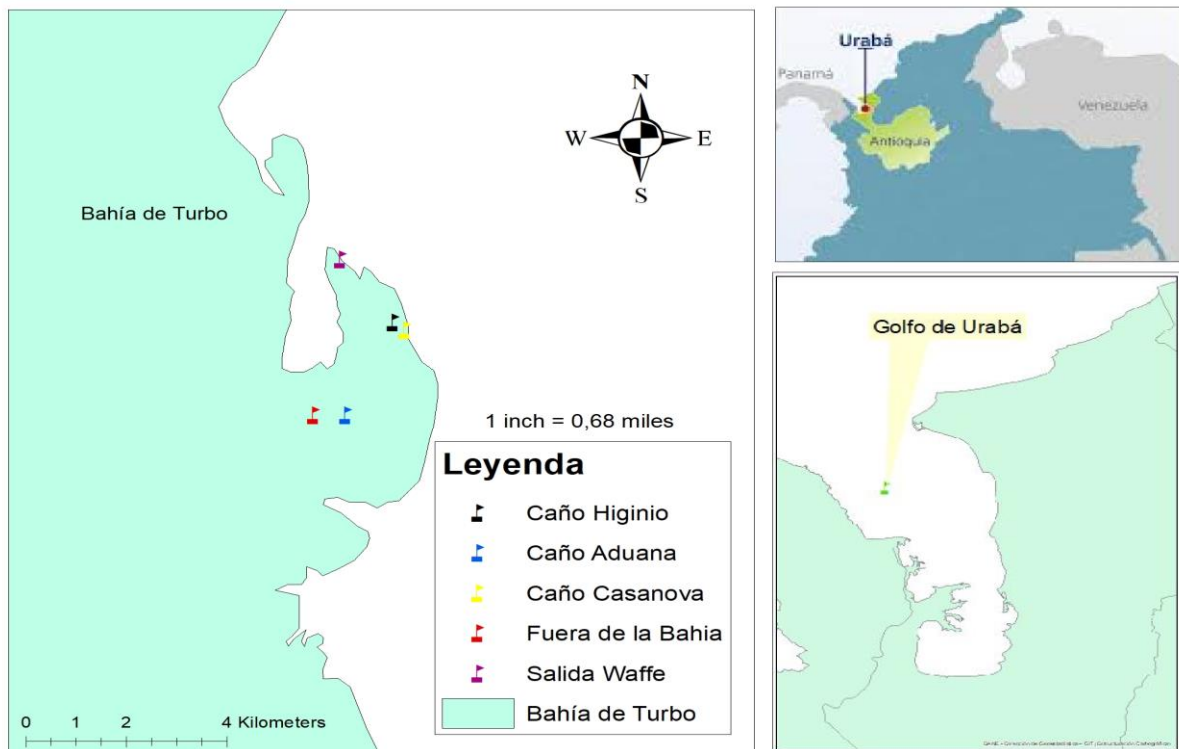 Bahía de Turbo
N
W
E
S
1 inch = 0,68 miles
Leyenda
Caño Higinio
Caño Aduana
Caño Casanova
Fuera de la Bahia
Salida Waffe
Bahía de Turbo
0 1 2 4 Kilometers
Urabá
Panamá
Venezuela
Antioquia
Golfo de Urabá